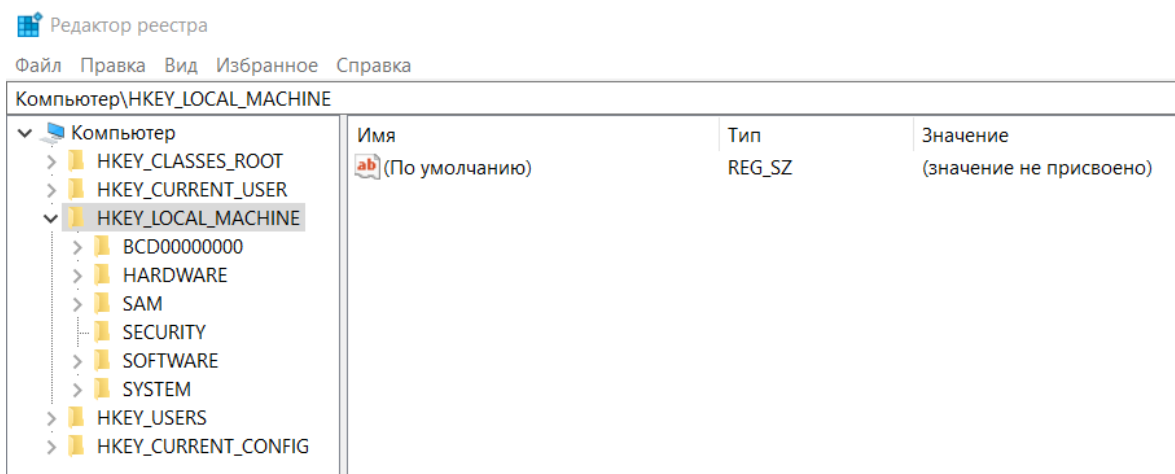 Редактор реестра
Файл Правка Вид Избранное Справка
Компьютер\HKEY_LOCAL_MACHINE
Компьютер
HKEY_CLASSES_ROOT
HKEY_CURRENT_USER
HKEY_LOCAL_MACHINE
BCD00000000
HARDWARE
SAM
SECURITY
SOFTWARE
SYSTEM
HKEY_USERS
HKEY_CURRENT_CONFIG
Имя Тип Значение
ab (По умолчанию) REG_SZ (значение не присвоено)